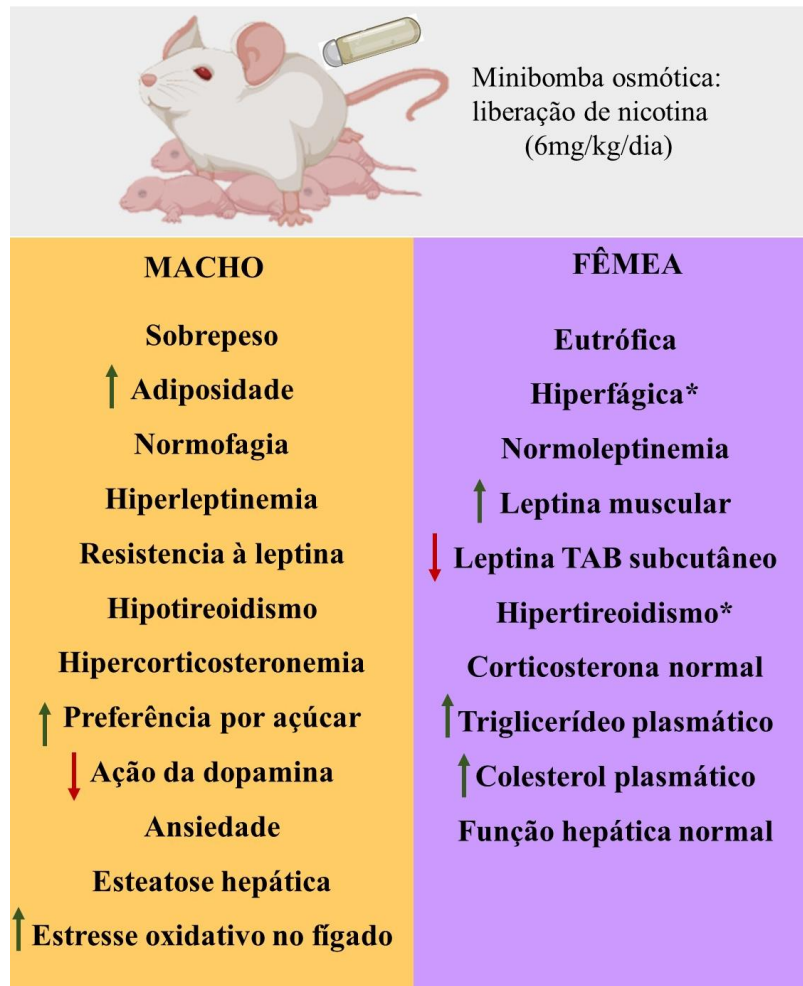 Minibomba osmótica:
liberação de nicotina
(6mg/kg/dia)
MACHO
Sobrepeso
Adiposidade
Normofagia
Hiperleptinemia
Resistencia à leptina
Hipotireoidismo
Hipercorticosteronemia
Preferência por açúcar
Ação da dopamina
Ansiedade
Esteatose hepática
Estresse oxidativo no fígado
FÊMEA
Eutrófica
Hiperfágica*
Normoleptinemia
Leptina muscular
Leptina TAB subcutâneo
Hipertireoidismo*
Corticosterona normal
Triglicerídeo plasmático
Colesterol plasmático
Função hepática normal